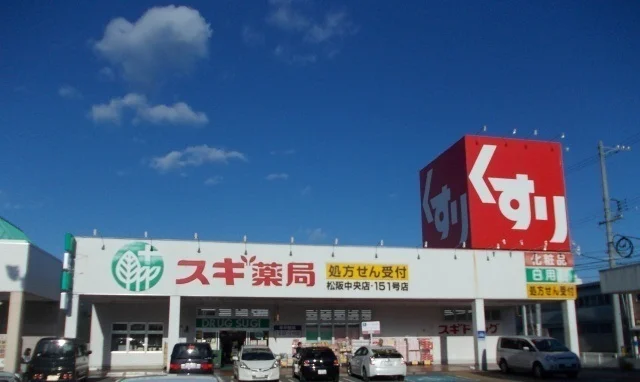 スギ薬局
処方せん受付
松阪中央店・151号店
くすり
くすり
化粧品
日用品
処方せん受付
DRUG SUGI
スギドラッグ